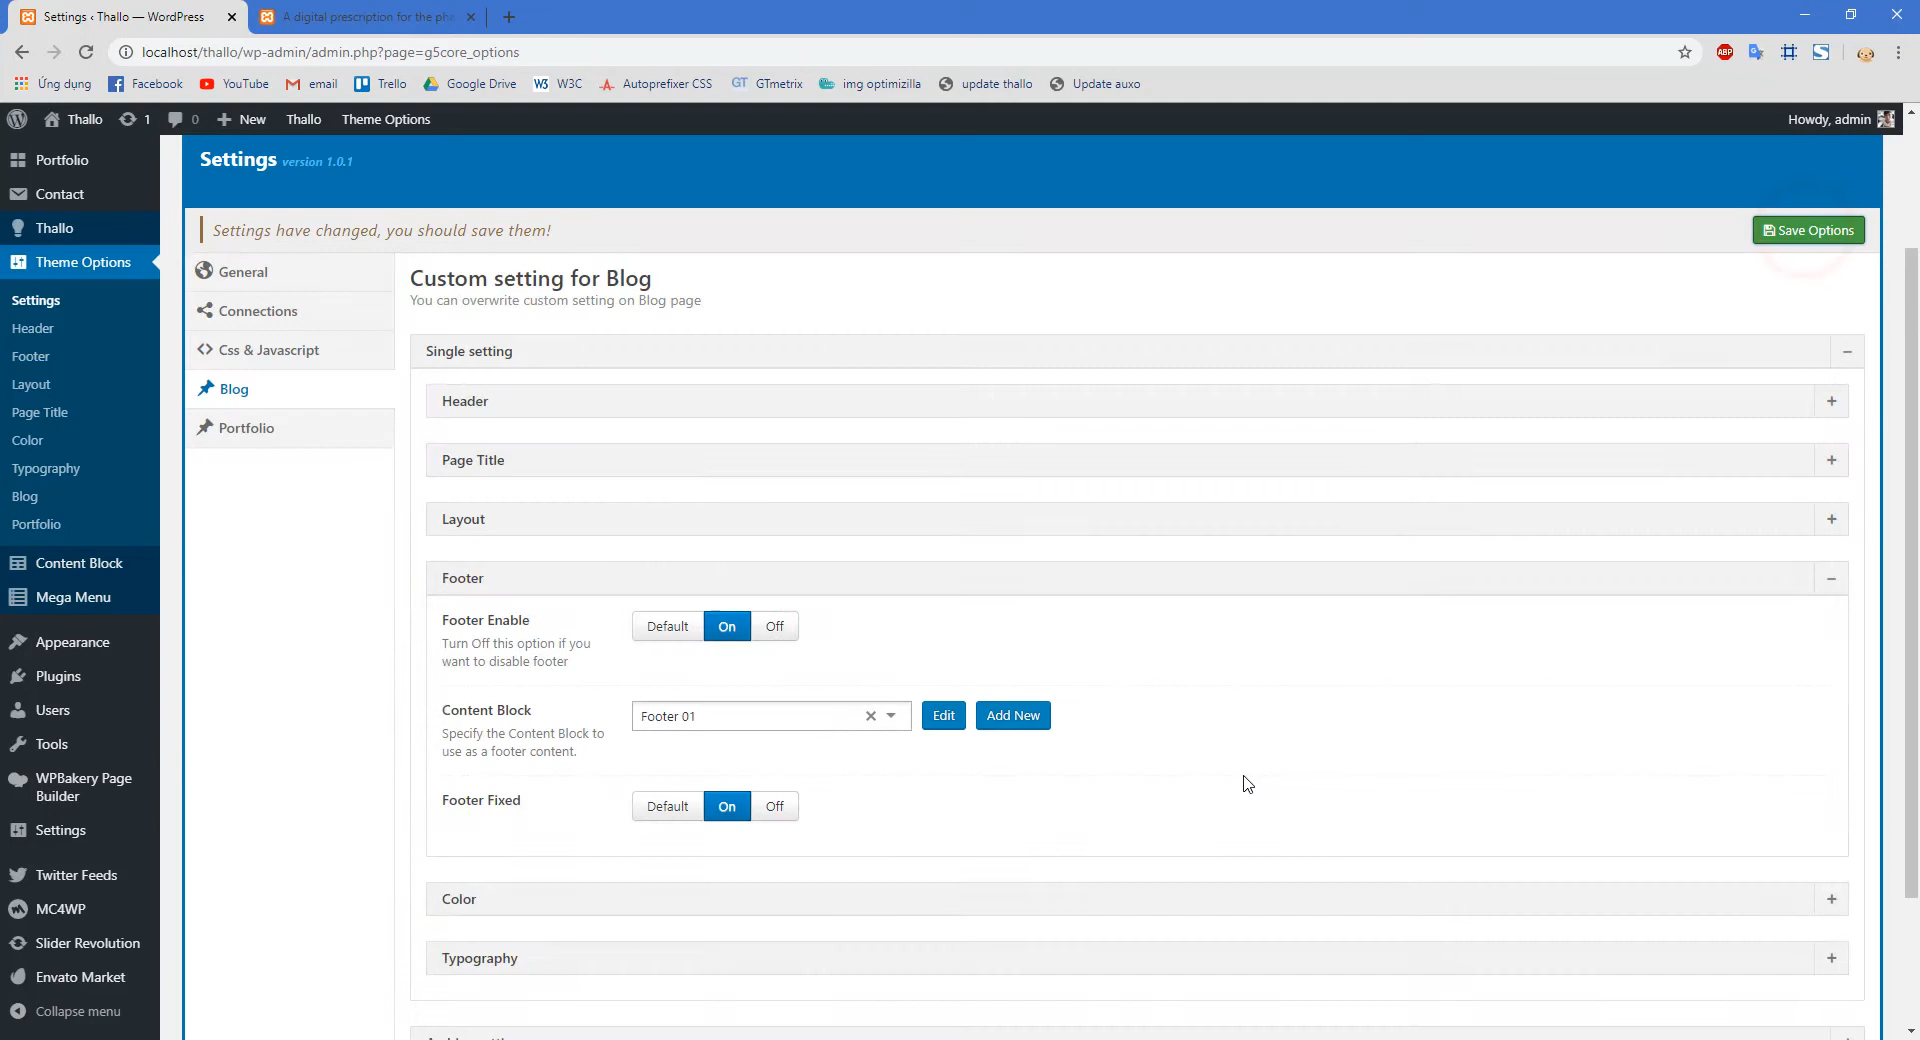 Settings ‹ Thallo — WordPress
A digital prescription for the pha
localhost/thallo/wp-admin/admin.php?page=g5core_options
ABP
Ứng dụng
Facebook
YouTube
email
Trello
Google Drive
W3 W3C
Autoprefixer CSS
GT GTmetrix
img optimizilla
update thallo
Update auxo
Thallo
1
0
New
Thallo
Theme Options
Howdy, admin
Portfolio
Contact
Thallo
Theme Options
Settings
Header
Footer
Layout
Page Title
Color
Typography
Blog
Portfolio
Content Block
Mega Menu
Appearance
Plugins
Users
Tools
WPBakery Page
Builder
Settings
Twitter Feeds
MC4WP
Slider Revolution
Envato Market
Collapse menu
Settings version 1.0.1
Settings have changed, you should save them!
Save Options
General
Connections
Css & Javascript
Blog
Portfolio
Custom setting for Blog
You can overwrite custom setting on Blog page
Single setting
Header
Page Title
Layout
Footer
Footer Enable
Turn Off this option if you
want to disable footer
Default On Off
Content Block
Specify the Content Block to
use as a footer content.
Footer 01
Edit
Add New
Footer Fixed
Default On Off
Color
Typography